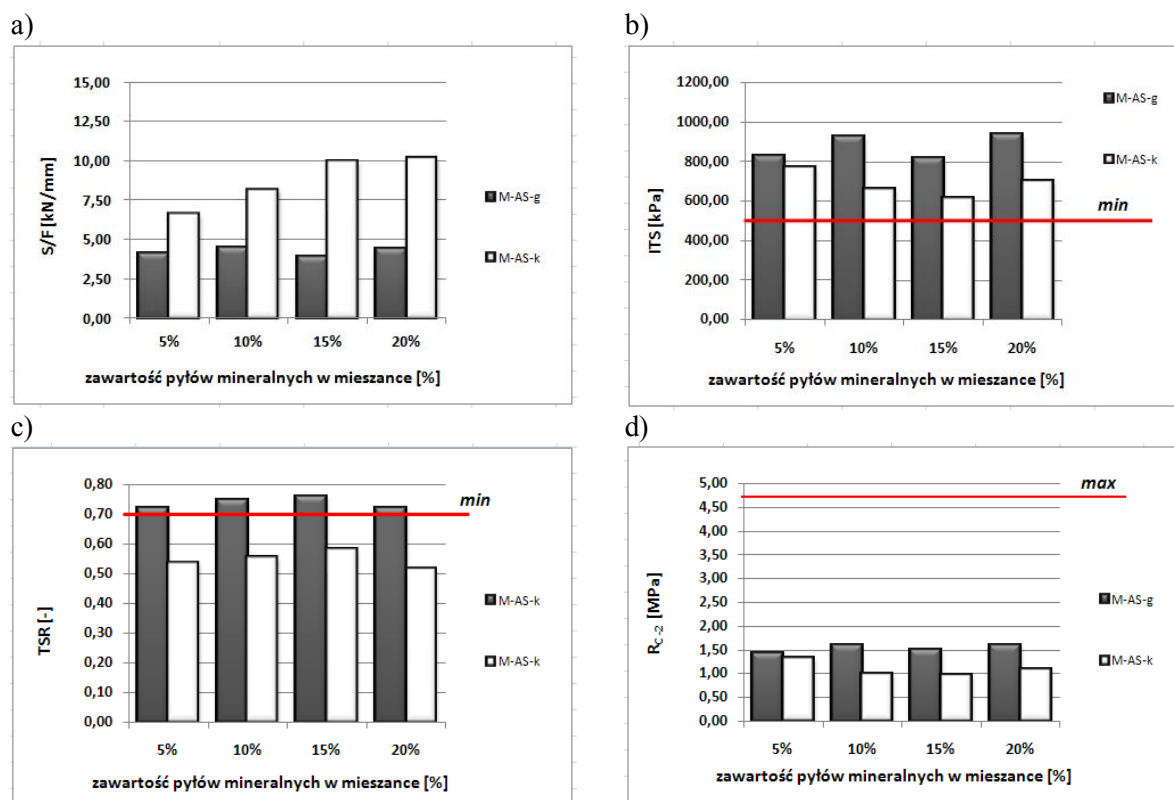 a)
15,00
12,50
10,00
7,50
5,00
2,50
0,00
S/F [kN/mm]
5% 10% 15% 20%
zawartość pyłów mineralnych w mieszance [%]
M-AS-g
M-AS-k
b)
1200,00
1000,00
800,00
600,00
400,00
200,00
0,00
ITS [kPa]
min
5% 10% 15% 20%
zawartość pyłów mineralnych w mieszance [%]
M-AS-g
M-AS-k
c)
0,80
0,70
0,60
0,50
0,40
0,30
0,20
0,10
0,00
TSR [-]
min
5% 10% 15% 20%
zawartość pyłów mineralnych w mieszance [%]
M-AS-k
M-AS-k
d)
5,00
4,50
4,00
3,50
3,00
2,50
2,00
1,50
1,00
0,50
0,00
RC-2 [MPa]
max
5% 10% 15% 20%
zawartość pyłów mineralnych w mieszance [%]
M-AS-g
M-AS-k